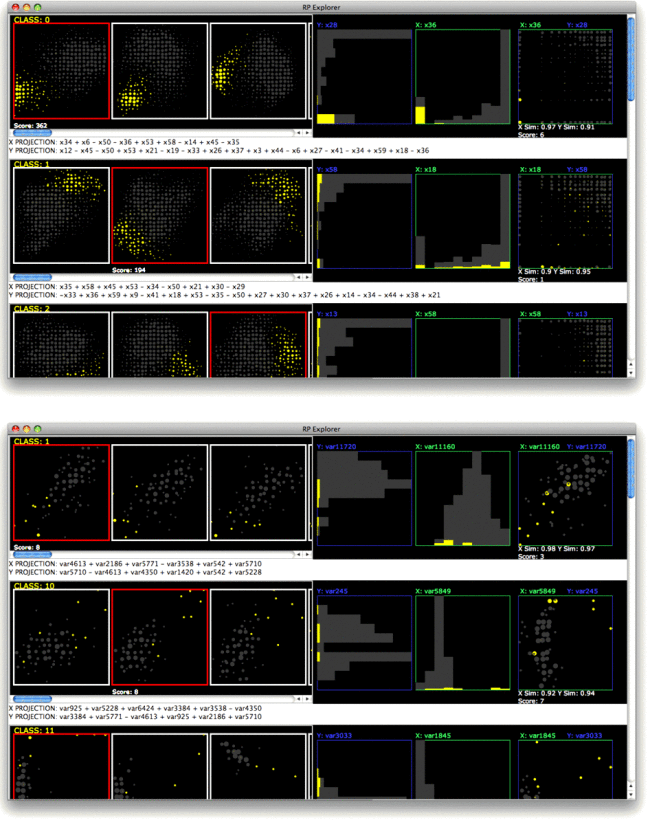 RP Explorer
CLASS: 0
Y: x28
X: x36
X: x36 Y: x28
Score: 362
X Sim: 0.97 Y Sim: 0.91
Score: 6
X PROJECTION: x34 + x6 - x50 - x36 + x53 + x58 - x14 + x45 - x35
Y PROJECTION: x12 - x45 - x50 + x53 + x21 - x19 - x33 + x26 + x37 + x3 + x44 - x6 + x27 - x41 - x34 + x59 + x18 - x36
CLASS: 1
Y: x58
X: x18
X: x18 Y: x58
Score: 194
X Sim: 0.9 Y Sim: 0.95
Score: 1
X PROJECTION: x35 + x58 + x45 + x53 - x34 - x50 + x21 + x30 - x29
Y PROJECTION: -x33 + x36 + x59 + x9 - x41 + x18 + x53 - x35 - x50 + x27 + x30 + x37 + x26 + x14 - x34 - x44 + x38 + x21
CLASS: 2
Y: x13
X: x58
X: x58 Y: x13
RP Explorer
CLASS: 1
Y: var11720
X: var11160
X: var11160 Y: var11720
Score: 8
X Sim: 0.98 Y Sim: 0.97
Score: 3
X PROJECTION: var4613 + var2186 + var5771 - var3538 + var542 + var5710
Y PROJECTION: var5710 - var4613 + var4350 + var1420 + var542 + var5228
CLASS: 10
Y: var245
X: var5849
X: var5849 Y: var245
Score: 8
X Sim: 0.92 Y Sim: 0.94
Score: 7
X PROJECTION: var925 + var5228 + var6424 + var3384 + var3538 - var4350
Y PROJECTION: var3384 + var5771 - var4613 + var925 + var2186 + var5710
CLASS: 11
Y: var3033
X: var1845
X: var1845 Y: var3033